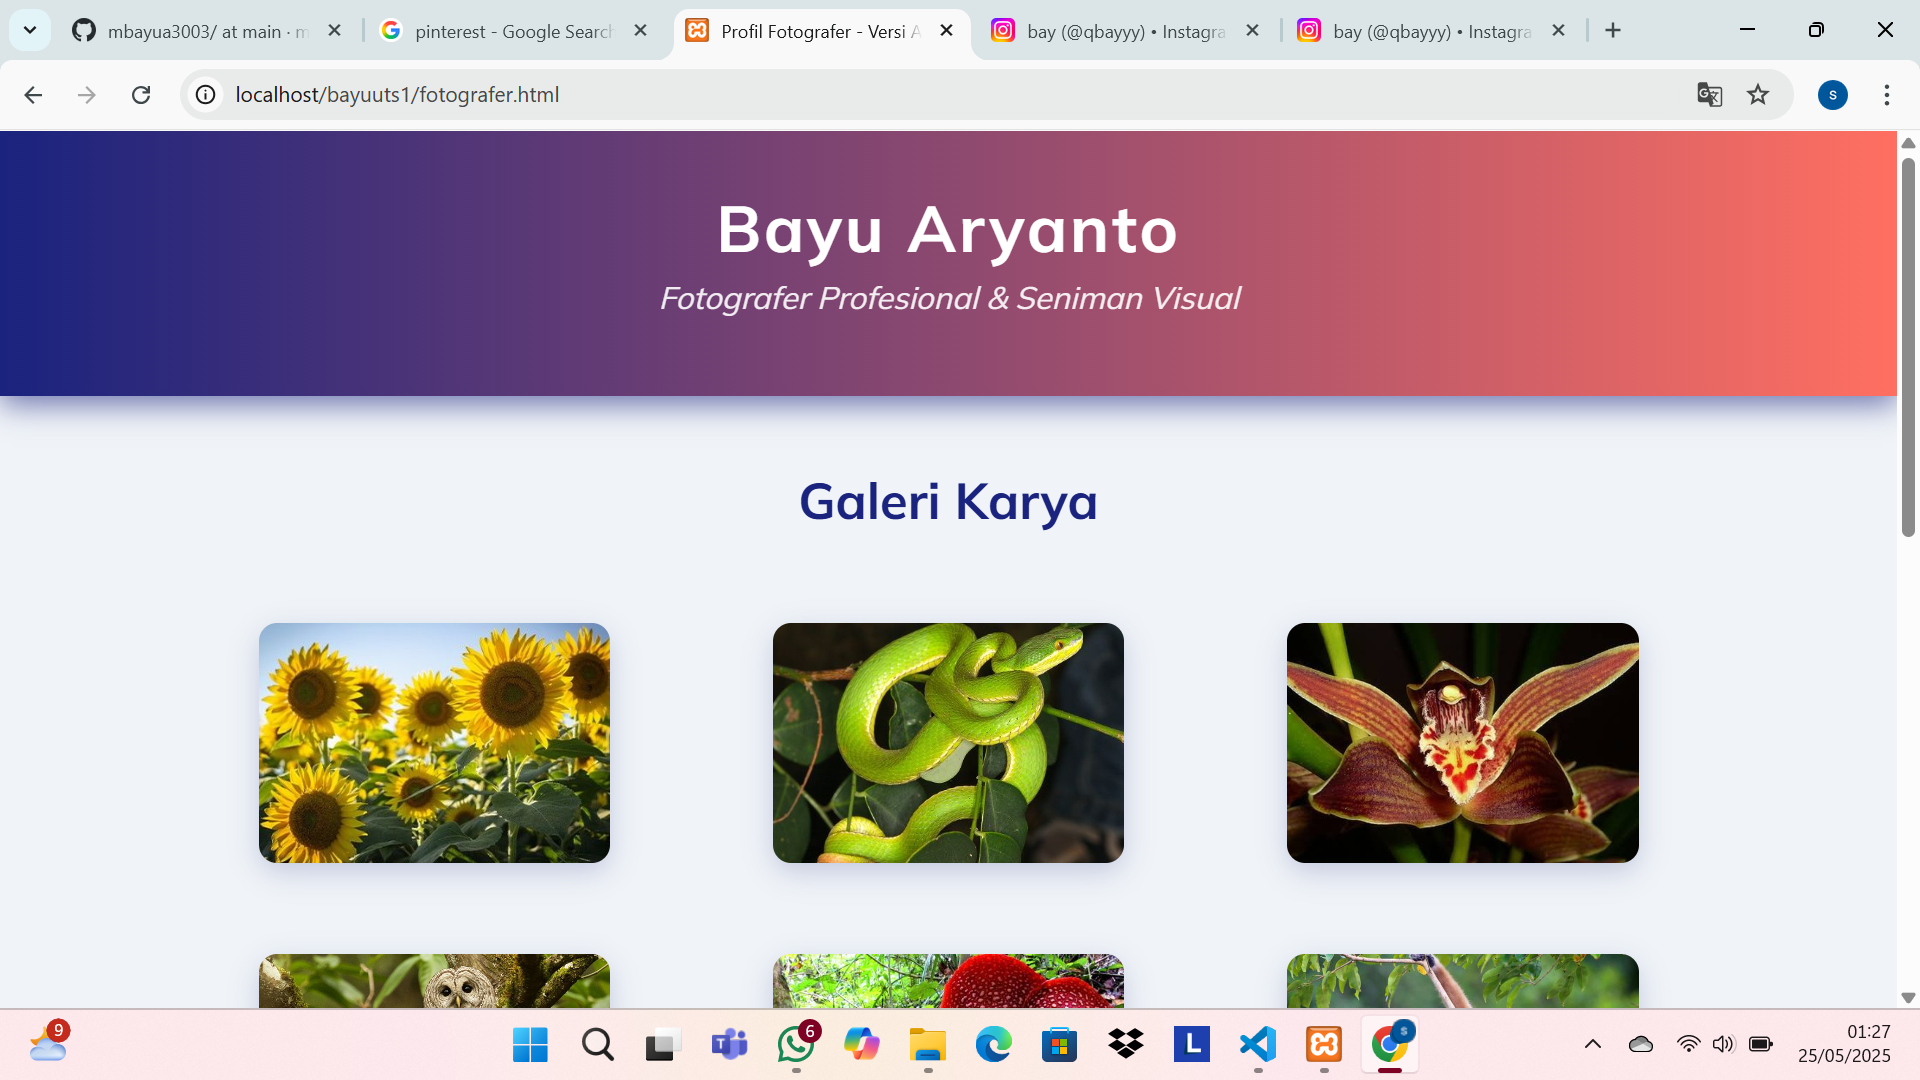 mbayua3003/ at main · m
pinterest - Google Search
Profil Fotografer - Versi A
bay (@qbayyy) • Instagra
bay (@qbayyy) • Instagra
localhost/bayuuts1/fotografer.html
s
Bayu Aryanto
Fotografer Profesional & Seniman Visual
Galeri Karya
9
6
T
L
S
01:27
25/05/2025